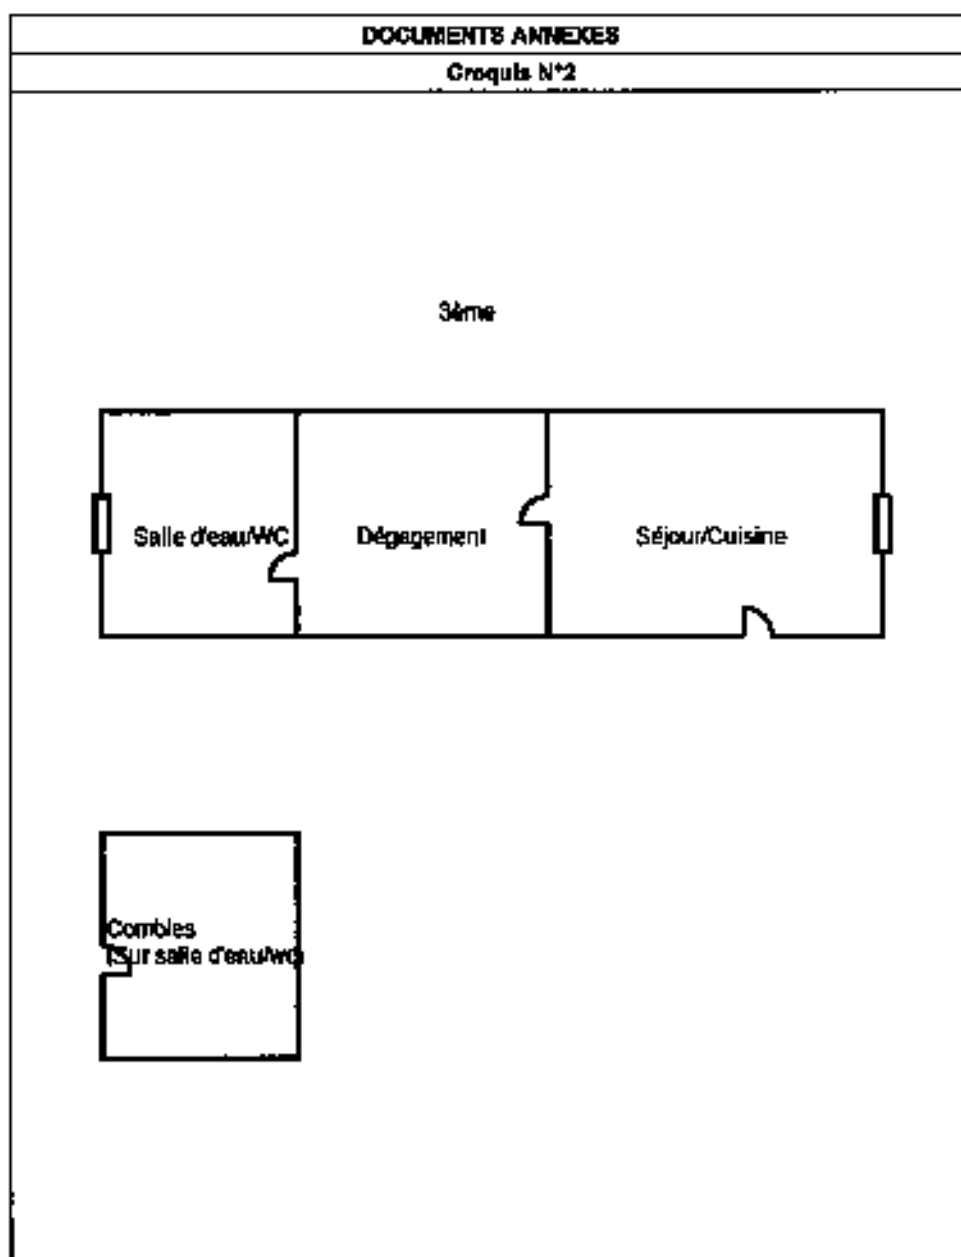 DOCUMENTS ANNEXES
Croquis N°2
3ème
Salle d'eau/WC
Dégagement
Séjour/Cuisine
Combles
(Sur salle d'eau/wc)